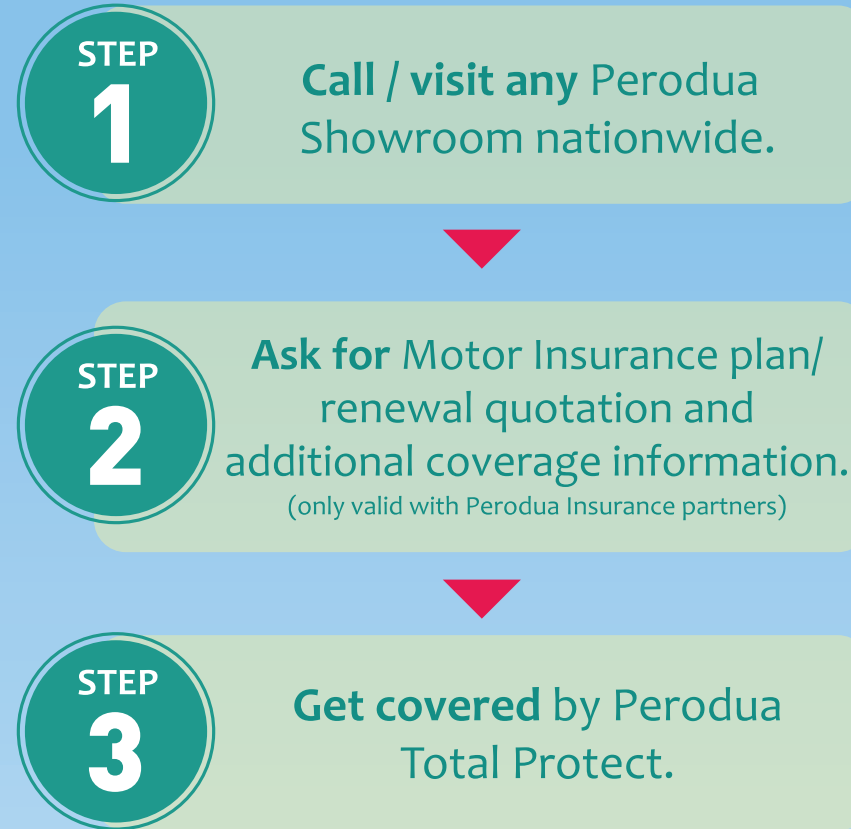 STEP
1
Call / visit any Perodua
Showroom nationwide.
STEP
2
Ask for Motor Insurance plan/
renewal quotation and
additional coverage information.
(only valid with Perodua Insurance partners)
STEP
3
Get covered by Perodua
Total Protect.